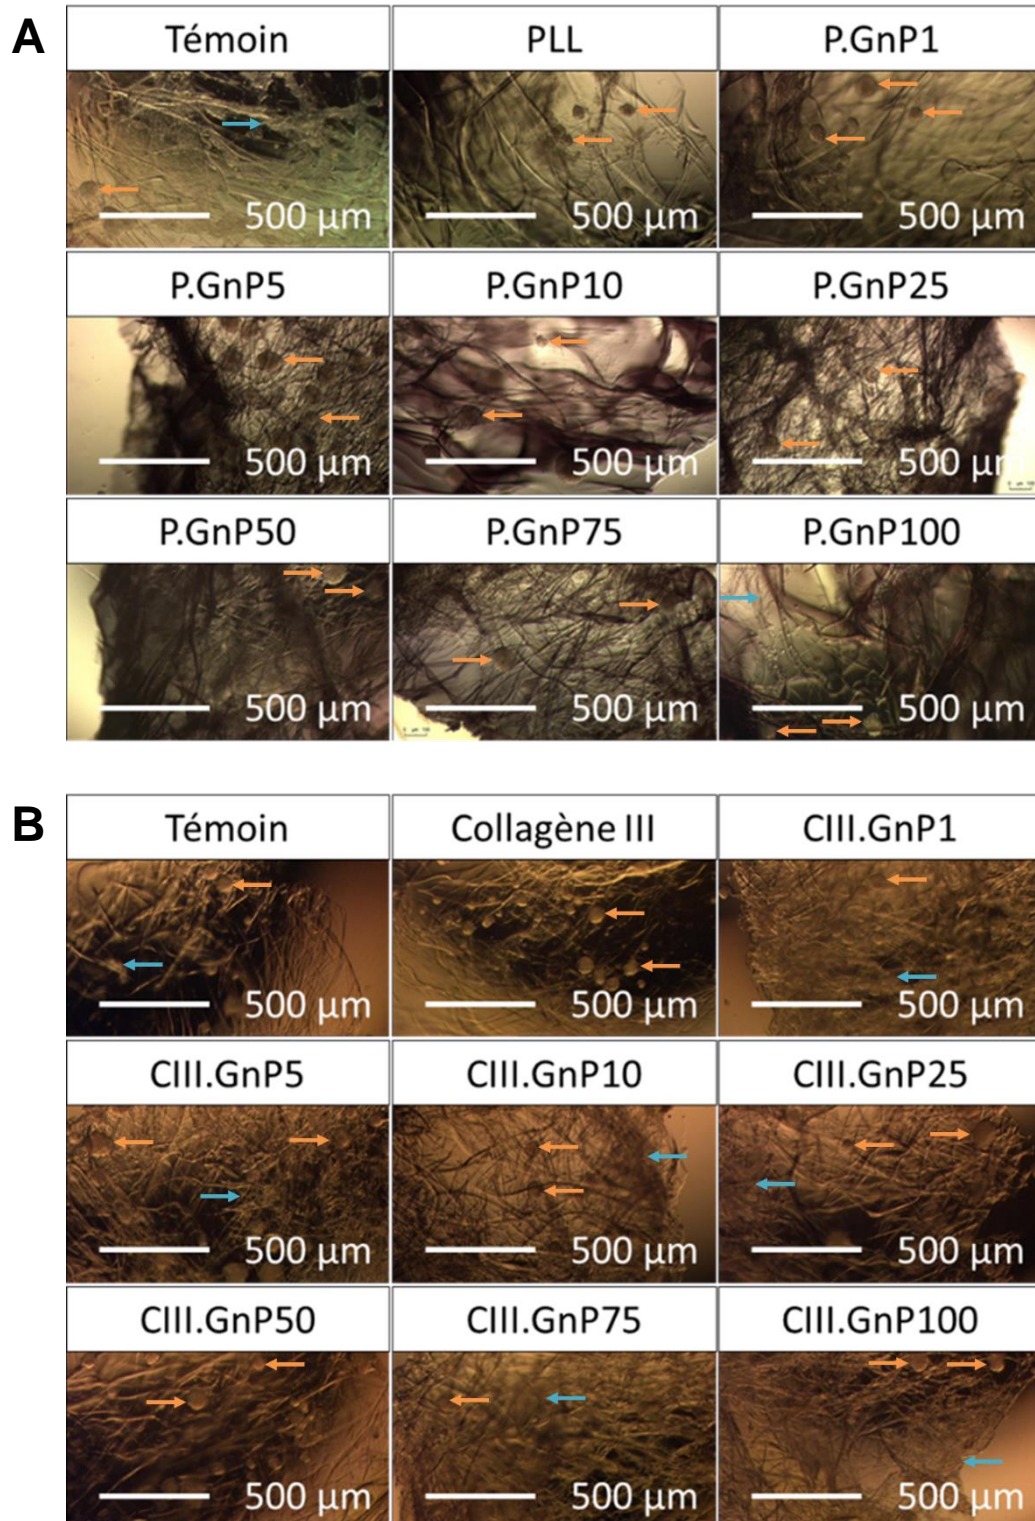 A
Témoin PLL P.GnP1
500 µm 500 µm 500 µm
P.GnP5 P.GnP10 P.GnP25
500 µm 500 µm 500 µm
P.GnP50 P.GnP75 P.GnP100
500 µm 500 µm 500 µm
B
Témoin Collagène III CIII.GnP1
500 µm 500 µm 500 µm
CIII.GnP5 CIII.GnP10 CIII.GnP25
500 µm 500 µm 500 µm
CIII.GnP50 CIII.GnP75 CIII.GnP100
500 µm 500 µm 500 µm